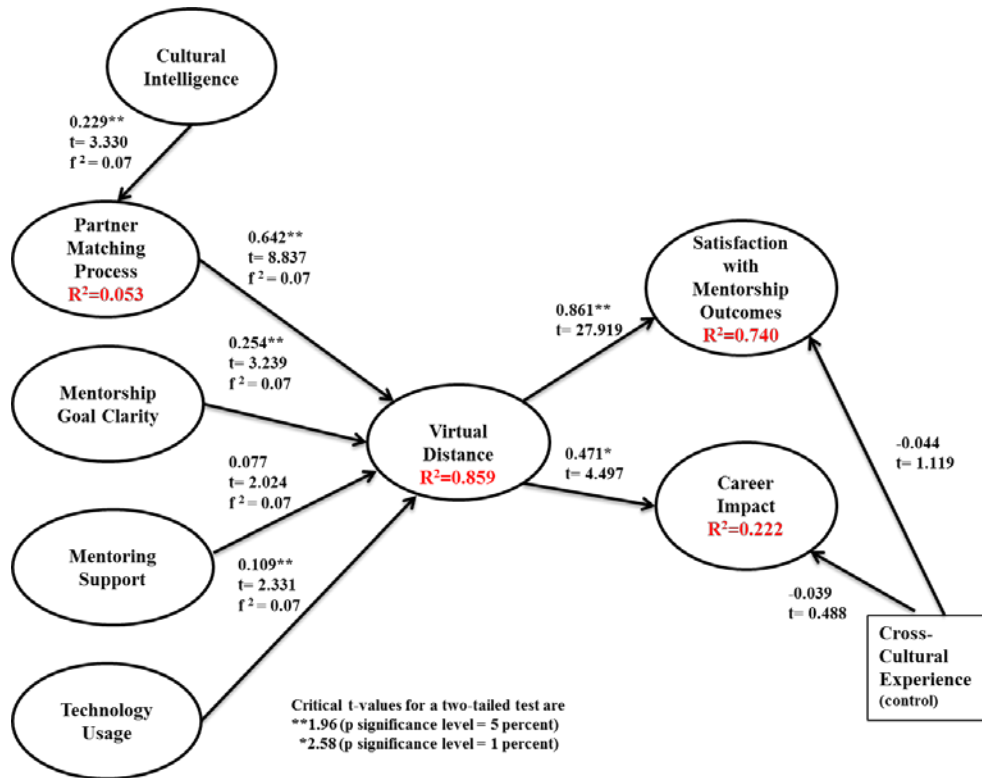 Cultural
Intelligence
0.229**
t= 3.330
f ² = 0.07
Partner
Matching
Process
R²=0.053
0.642**
t= 8.837
f ² = 0.07
Satisfaction
with
Mentorship
Outcomes
R²=0.740
0.861**
t= 27.919
0.254**
t= 3.239
f ² = 0.07
Mentorship
Goal Clarity
Virtual
Distance
R²=0.859
0.077
t= 2.024
f ² = 0.07
0.471*
t= 4.497
-0.044
t: 1.119
Career
Impact
R²=0.222
Mentoring
Support
0.109**
t= 2.331
f ² = 0.07
-0.039
t: 0.488
Cross-
Cultural
Experience
(control)
Technology
Usage
Critical t-values for a two-tailed test are
**1.96 (p significance level = 5 percent)
*2.58 (p significance level = 1 percent)